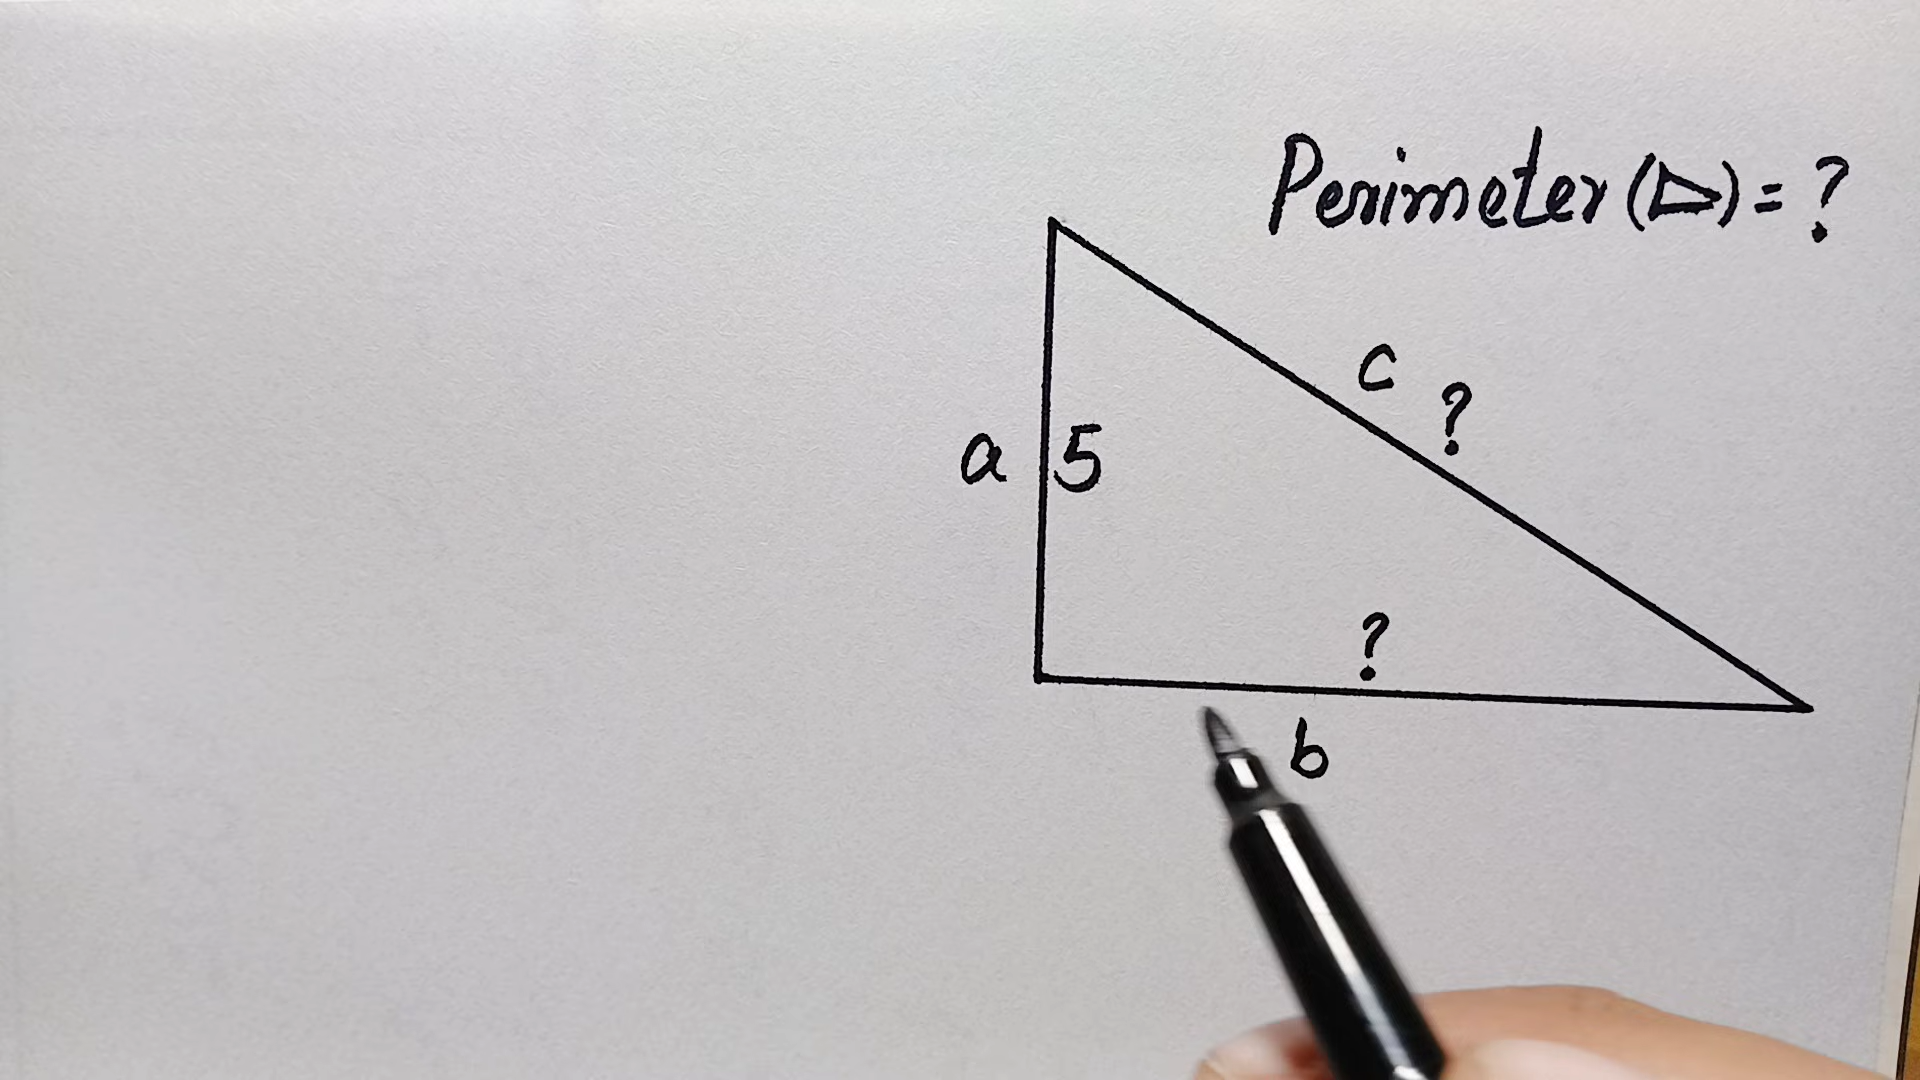 Perimeter (▷) = ?
c ?
a 5
?
b